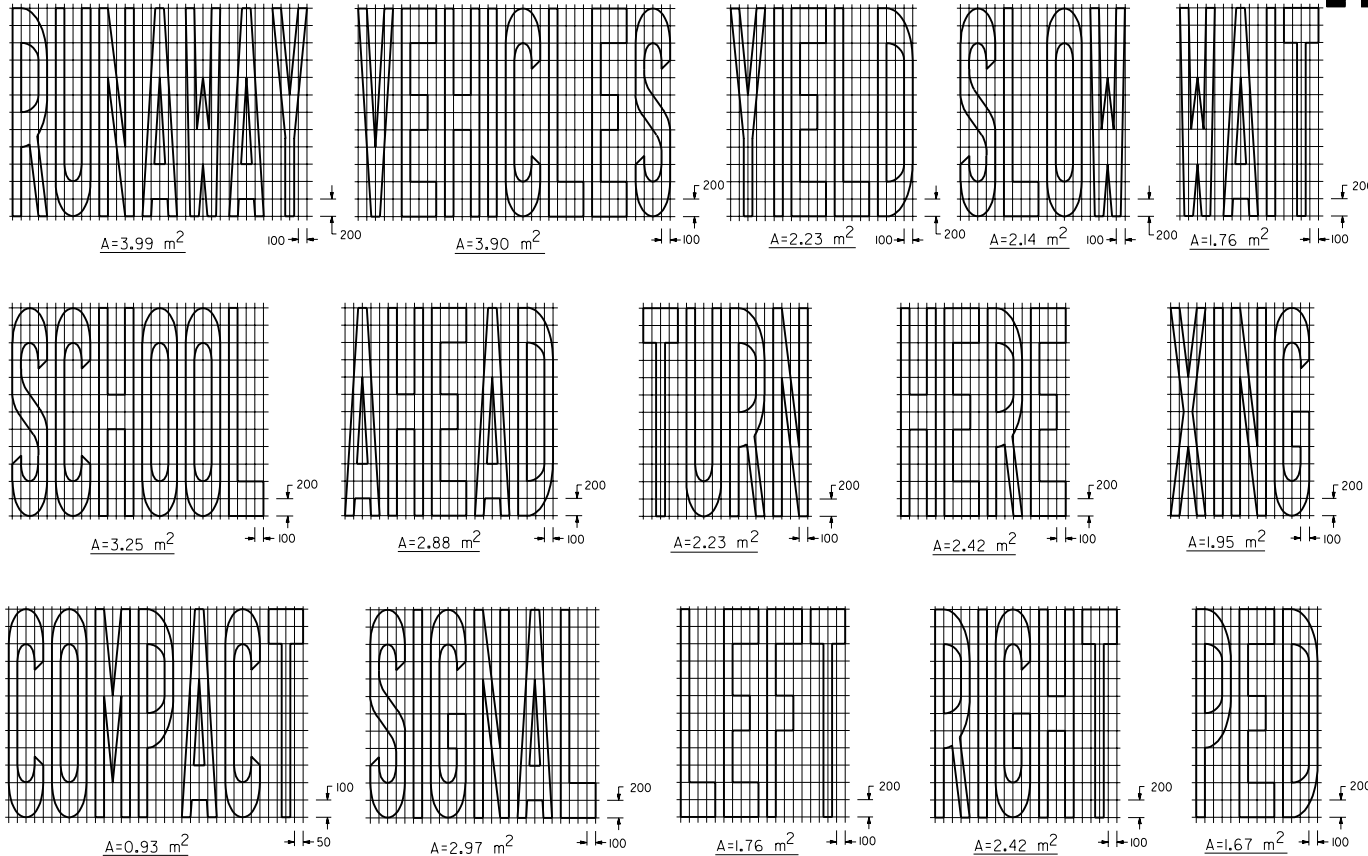 RUNAWAY VEHICLES YIELD SLOW WAIT
200 200 200 200 200
100 100 100 100 100
A=3.99 m² A=3.90 m² A=2.23 m² A=2.14 m² A=1.76 m²
SCHOOL AHEAD TURN HERE XING
200 200 200 200 200
100 100 100 100 100
A=3.25 m² A=2.88 m² A=2.23 m² A=2.42 m² A=1.95 m²
COMPACT SIGNAL LEFT RIGHT PED
100 200 200 200 200
50 100 100 100 100
A=0.93 m² A=2.97 m² A=1.76 m² A=2.42 m² A=1.67 m²